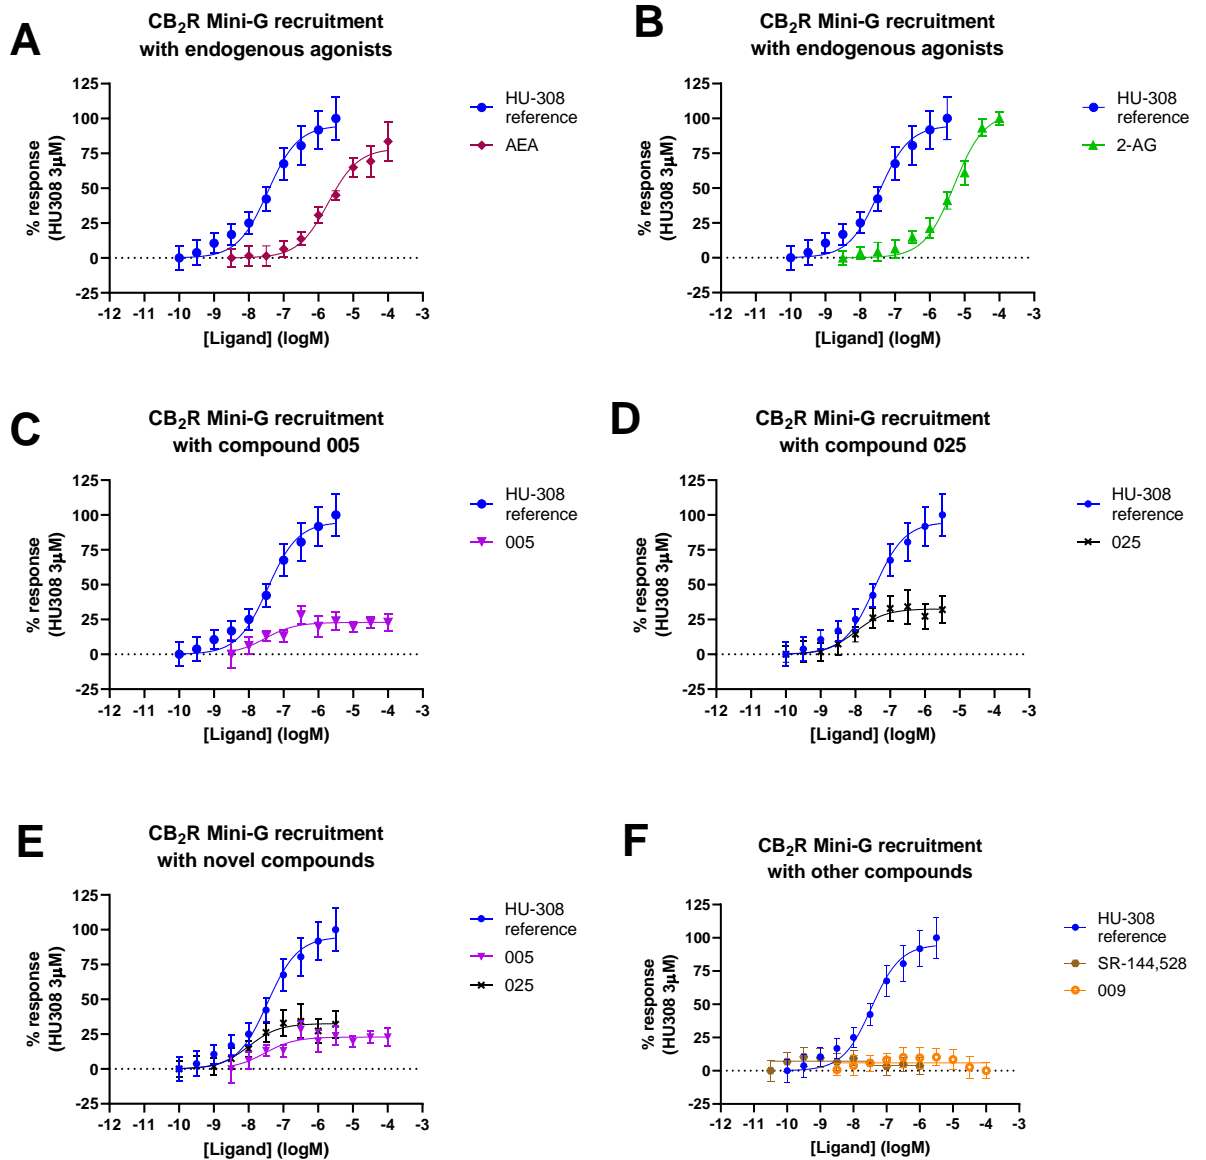 A
CB2R Mini-G recruitment
with endogenous agonists
% response
(HU308 3µM)
125
100
75
50
25
0
-25
-12 -11 -10 -9 -8 -7 -6 -5 -4 -3
[Ligand] (logM)
HU-308
reference
AEA
B
CB2R Mini-G recruitment
with endogenous agonists
% response
(HU308 3µM)
125
100
75
50
25
0
-25
-12 -11 -10 -9 -8 -7 -6 -5 -4 -3
[Ligand] (logM)
HU-308
reference
2-AG
C
CB2R Mini-G recruitment
with compound 005
% response
(HU308 3µM)
125
100
75
50
25
0
-25
-12 -11 -10 -9 -8 -7 -6 -5 -4 -3
[Ligand] (logM)
HU-308
reference
005
D
CB2R Mini-G recruitment
with compound 025
% response
(HU308 3µM)
125
100
75
50
25
0
-25
-12 -11 -10 -9 -8 -7 -6 -5 -4 -3
[Ligand] (logM)
HU-308
reference
025
E
CB2R Mini-G recruitment
with novel compounds
% response
(HU308 3µM)
125
100
75
50
25
0
-25
-12 -11 -10 -9 -8 -7 -6 -5 -4 -3
[Ligand] (logM)
HU-308
reference
005
025
F
CB2R Mini-G recruitment
with other compounds
% response
(HU308 3µM)
125
100
75
50
25
0
-25
-12 -11 -10 -9 -8 -7 -6 -5 -4 -3
[Ligand] (logM)
HU-308
reference
SR-144,528
009